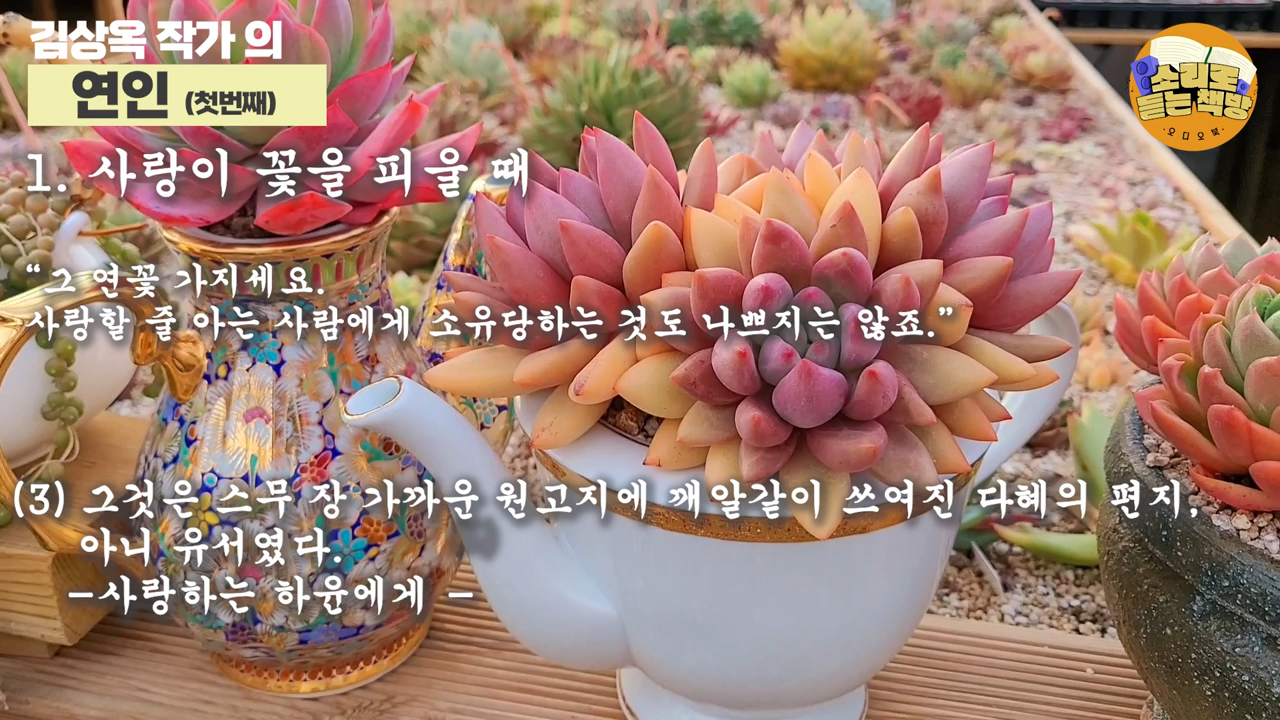 김상옥 작가 의
연인 (첫번째)
소리로
듣는 책방
·오디오북·
1. 사랑이 꽃을 피울 때
“그 연꽃 가지세요.
사랑할 줄 아는 사람에게 소유당하는 것도 나쁘지는 않죠.”
(3) 그것은 스무 장 가까운 원고지에 깨알같이 쓰여진 다혜의 편지,
아니 유서였다.
–사랑하는 하윤에게 –